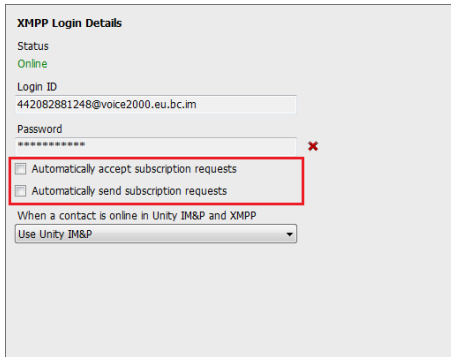 XMPP Login Details
Status
Online
Login ID
442082881248@voice2000.eu.bc.im
Password
***********
Automatically accept subscription requests
Automatically send subscription requests
When a contact is online in Unity IM&P and XMPP
Use Unity IM&P